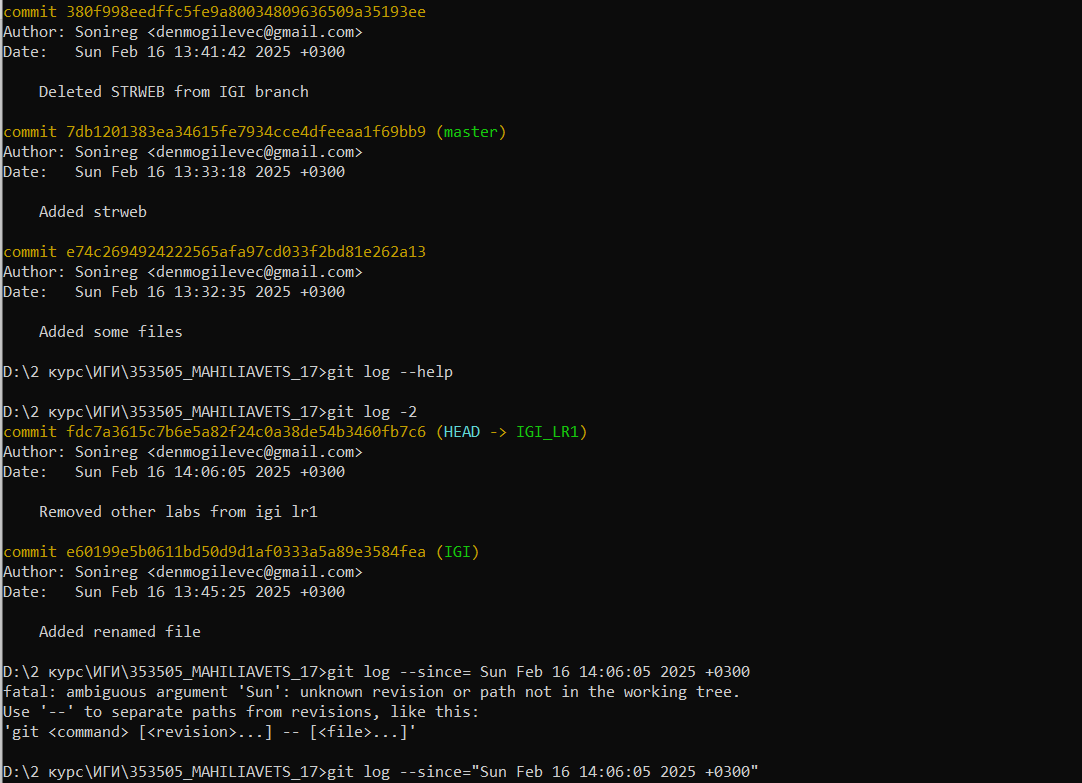 commit 380f998eedffc5fe9a80034809636509a35193ee
Author: Sonireg <denmogilevec@gmail.com>
Date:   Sun Feb 16 13:41:42 2025 +0300
Deleted STRWEB from IGI branch
commit 7db1201383ea34615fe7934cce4dfeeaa1f69bb9 (master)
Author: Sonireg <denmogilevec@gmail.com>
Date:   Sun Feb 16 13:33:18 2025 +0300
Added strweb
commit e74c2694924222565afa97cd033f2bd81e262a13
Author: Sonireg <denmogilevec@gmail.com>
Date:   Sun Feb 16 13:32:35 2025 +0300
Added some files
D:\2 курс\ИГИ\353505_MAHILIAVETS_17>git log --help
D:\2 курс\ИГИ\353505_MAHILIAVETS_17>git log -2
commit fdc7a3615c7b6e5a82f24c0a38de54b3460fb7c6 (HEAD -> IGI_LR1)
Author: Sonireg <denmogilevec@gmail.com>
Date:   Sun Feb 16 14:06:05 2025 +0300
Removed other labs from igi lr1
commit e60199e5b0611bd50d9d1af0333a5a89e3584fea (IGI)
Author: Sonireg <denmogilevec@gmail.com>
Date:   Sun Feb 16 13:45:25 2025 +0300
Added renamed file
D:\2 курс\ИГИ\353505_MAHILIAVETS_17>git log --since= Sun Feb 16 14:06:05 2025 +0300
fatal: ambiguous argument 'Sun': unknown revision or path not in the working tree.
Use '--' to separate paths from revisions, like this:
'git <command> [<revision>...] -- [<file>...]'
D:\2 курс\ИГИ\353505_MAHILIAVETS_17>git log --since="Sun Feb 16 14:06:05 2025 +0300"